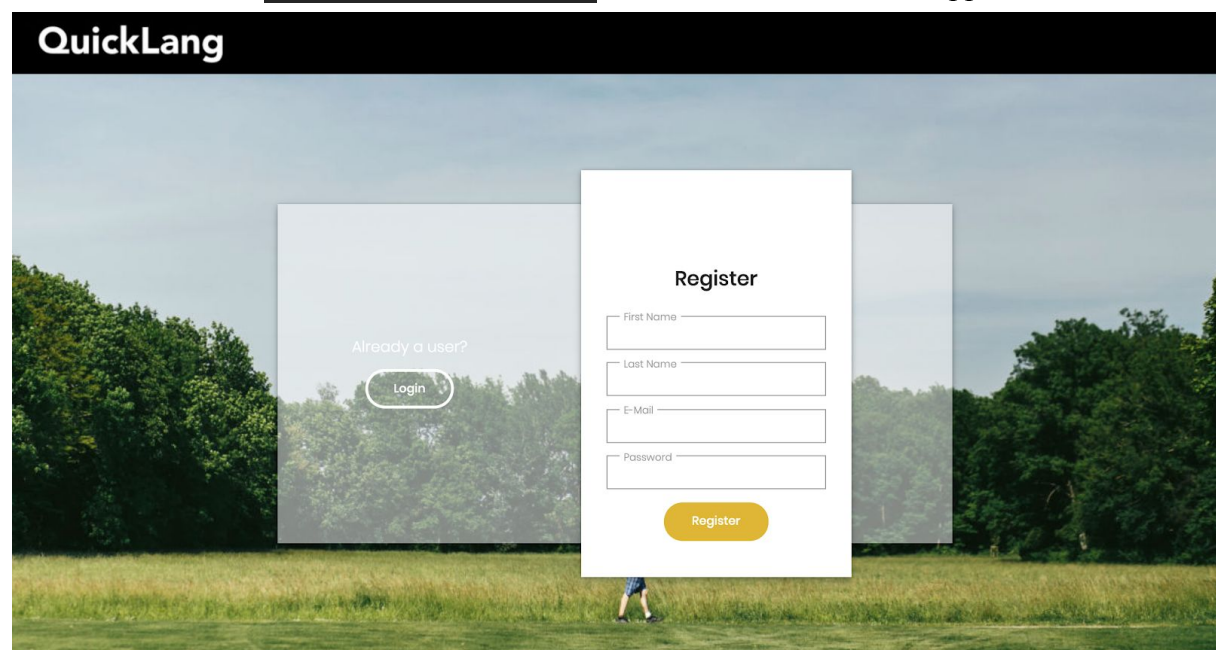 QuickLang
Already a user?
Login
Register
First Name
Last Name
E-Mail
Password
Register